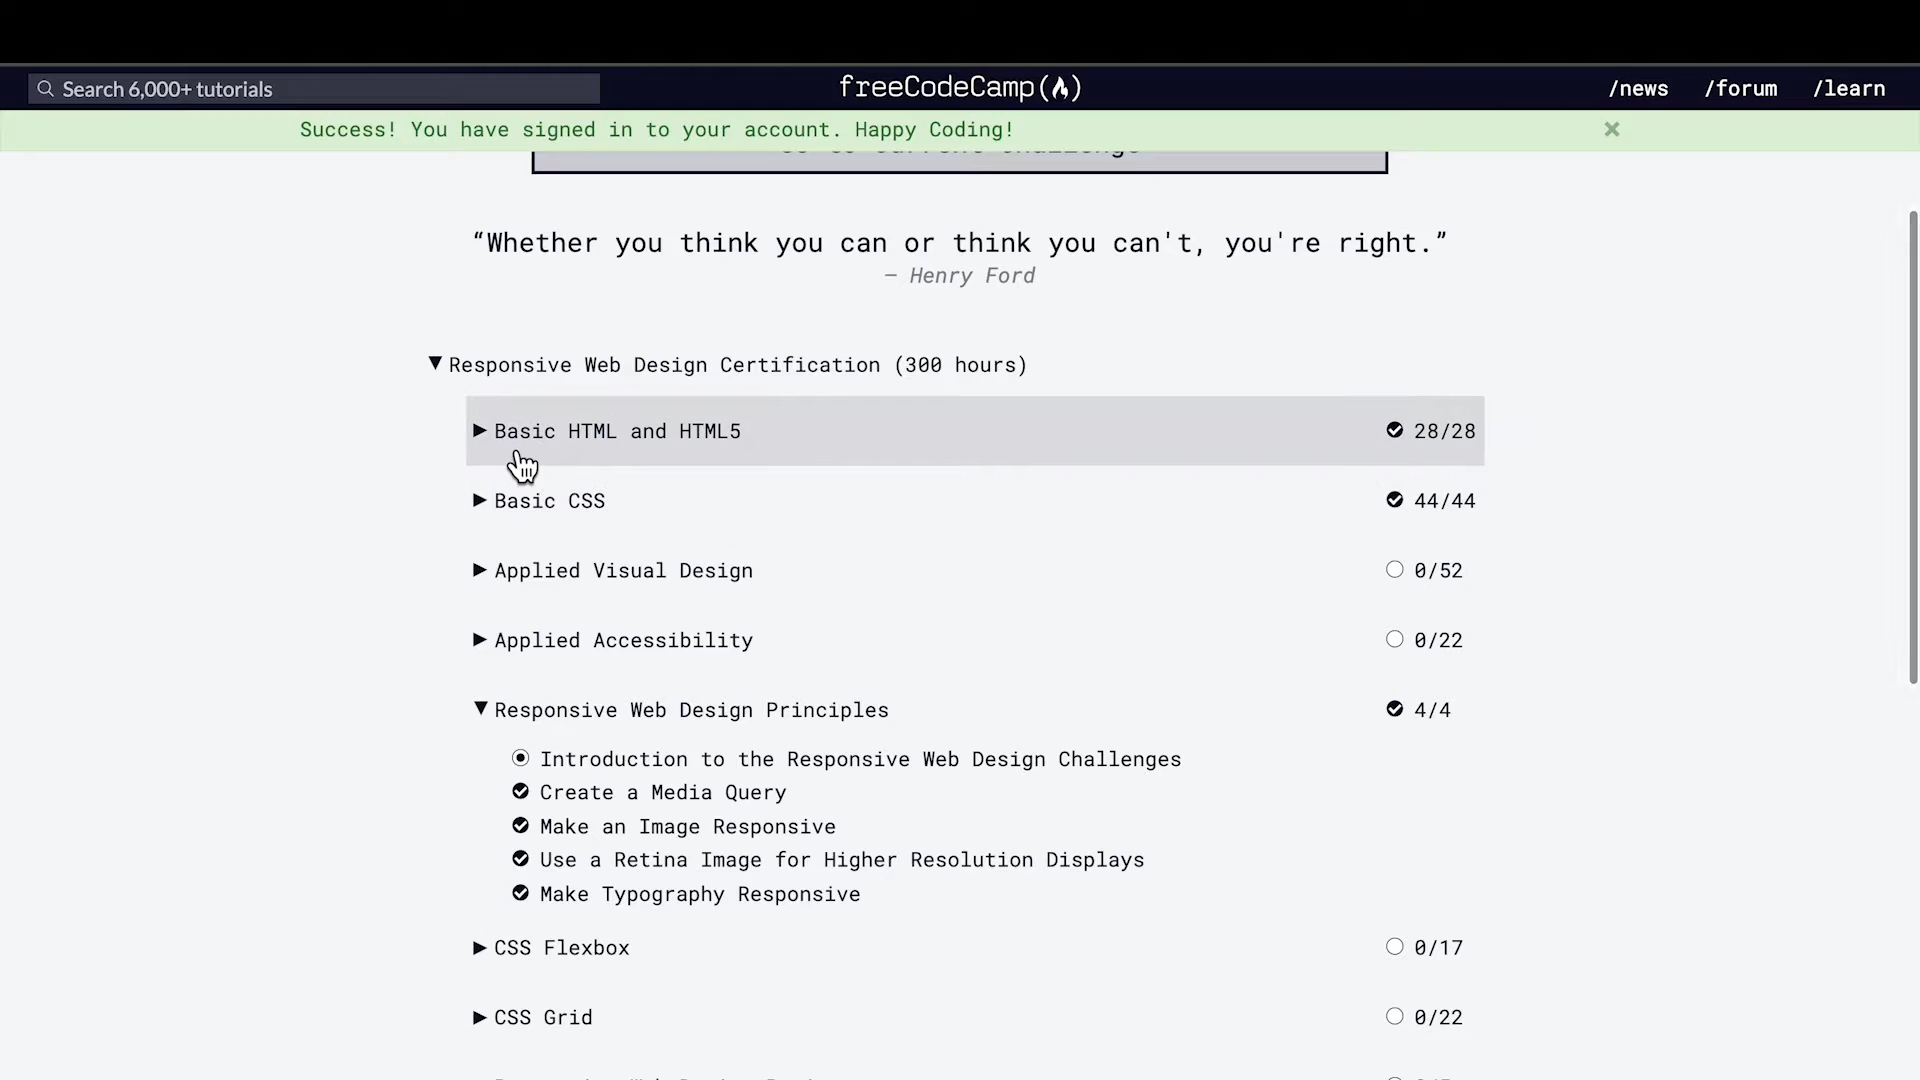 Search 6,000+ tutorials
freeCodeCamp
/news
/forum
/learn
Success! You have signed in to your account. Happy Coding!
×
“Whether you think you can or think you can't, you're right.”
— Henry Ford
Responsive Web Design Certification (300 hours)
Basic HTML and HTML5 28/28
Basic CSS 44/44
Applied Visual Design 0/52
Applied Accessibility 0/22
Responsive Web Design Principles 4/4
Introduction to the Responsive Web Design Challenges
Create a Media Query
Make an Image Responsive
Use a Retina Image for Higher Resolution Displays
Make Typography Responsive
CSS Flexbox 0/17
CSS Grid 0/22